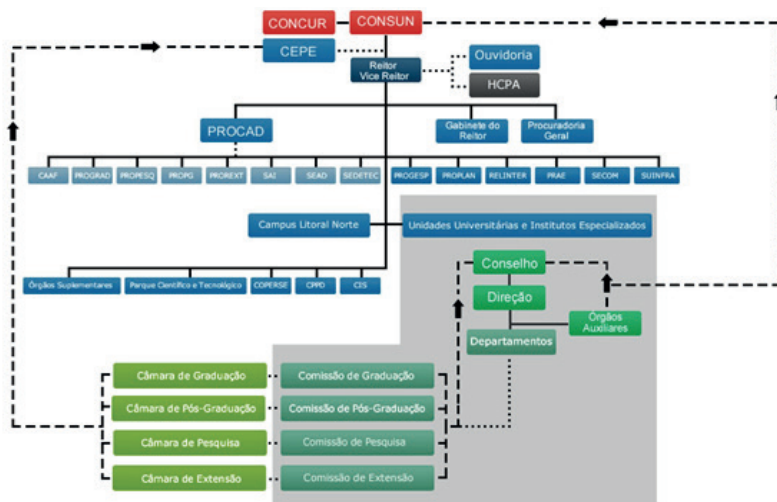 CONCUR
CONSUN
CEPE
Ouvidoria
Reitor
Vice Reitor
HCPA
PROCAD
Gabinete do
Reitor
Procuradoria
Geral
CAAF
PROGRAD
PROPESQ
PROPG
PROREXT
SAI
SEAD
SEDETEC
PROGESP
PROPLAN
RELINTER
PRAE
SECOM
SUINFRA
Campus Litoral Norte
Unidades Universitárias e Institutos Especializados
Órgãos Suplementares
Parque Científico e Tecnológico
COPERSE
CPPD
CIS
Conselho
Direção
Órgãos
Auxiliares
Departamentos
Câmara de Graduação
Comissão de Graduação
Câmara de Pós-Graduação
Comissão de Pós-Graduação
Câmara de Pesquisa
Comissão de Pesquisa
Câmara de Extensão
Comissão de Extensão